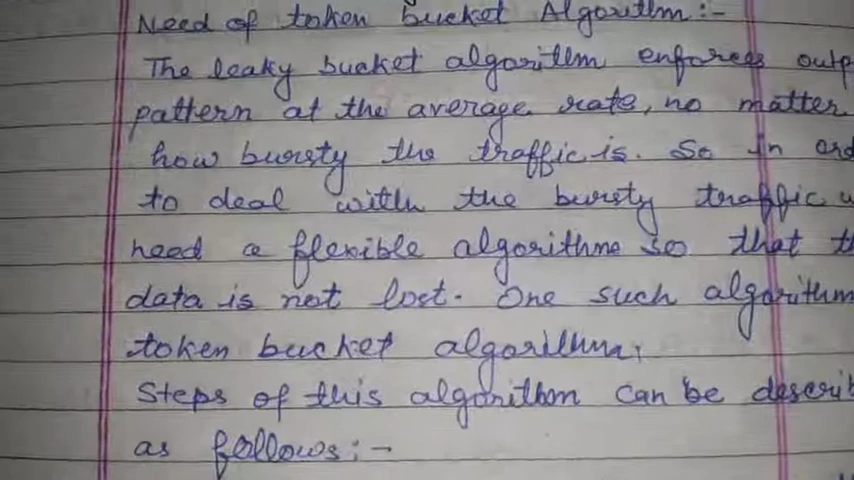 Need of token bucket Algorithm :-
The leaky bucket algorithm enforces outp
pattern at the average rate, no matter
how bursty the traffic is. So in ord
to deal with the bursty traffic w
need a flexible algorithm so that th
data is not lost. One such algorithm
token bucket algorithm.
Steps of this algorithm can be describ
as follows :-